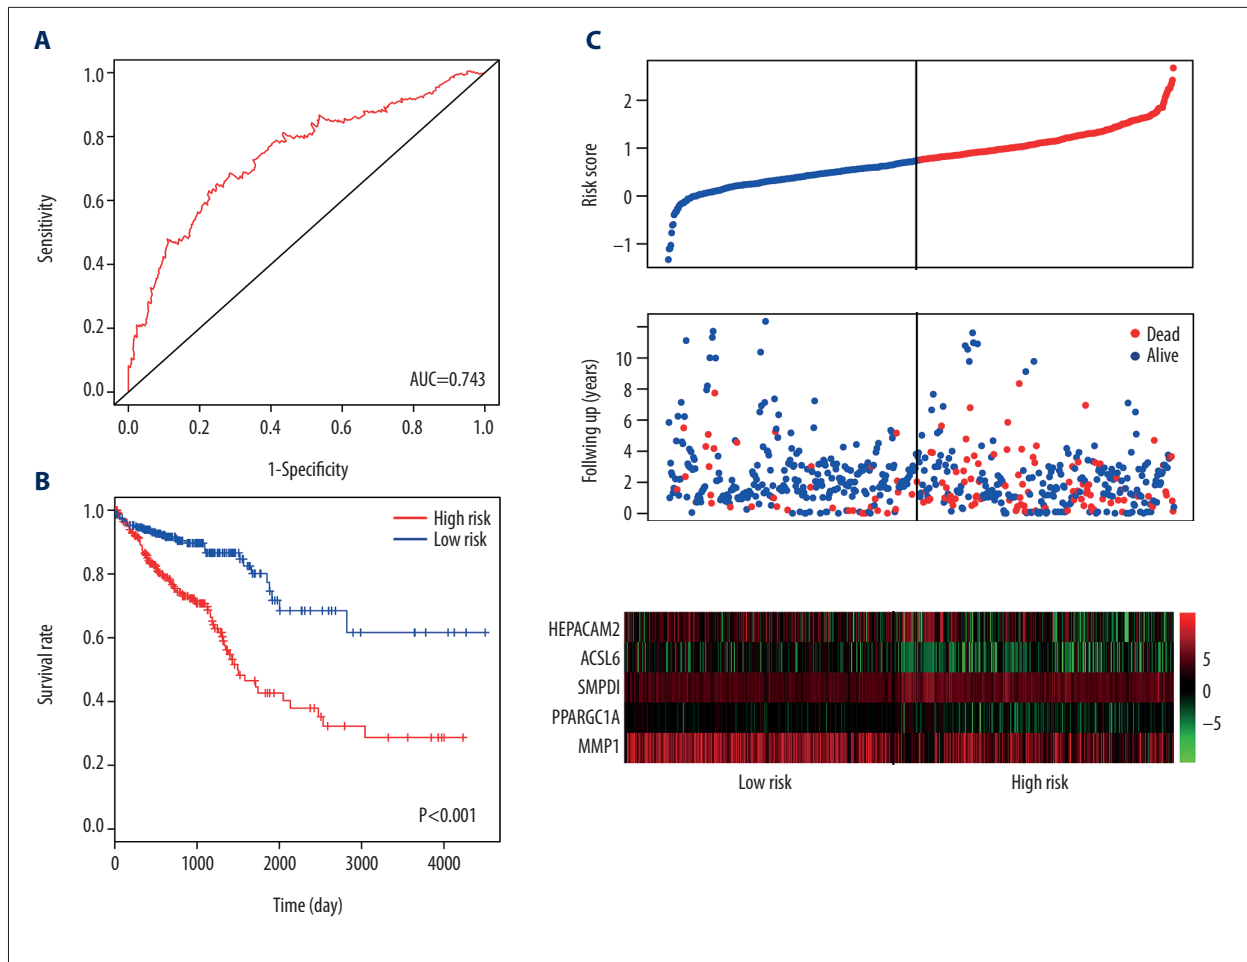 A
1.0
0.8
0.6
0.4
0.2
0.0
Sensitivity
AUC=0.743
0.0 0.2 0.4 0.6 0.8 1.0
1-Specificity
B
1.0
0.8
0.6
0.4
0.2
0.0
Survival rate
High risk
Low risk
P<0.001
0 1000 2000 3000 4000
Time (day)
C
2
1
0
−1
Risk score
10
8
6
4
2
0
Follwing up (years)
Dead
Alive
HEPACAM2
ACSL6
SMPDI
PPARGC1A
MMP1
5
0
−5
Low risk High risk